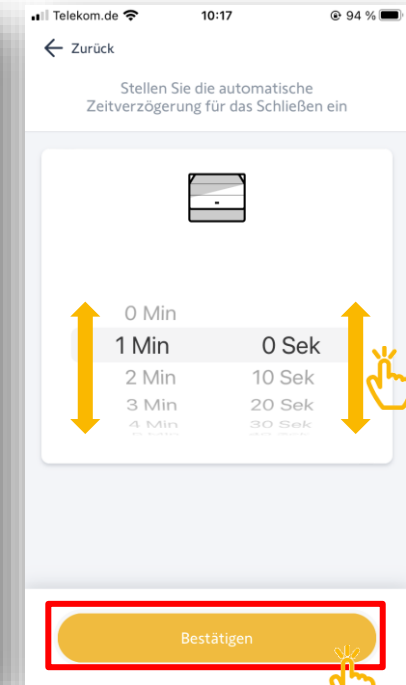 Telekom.de 10:17 94 %
Zurück
Stellen Sie die automatische
Zeitverzögerung für das Schließen ein
0 Min
1 Min 0 Sek
2 Min 10 Sek
3 Min 20 Sek
4 Min 30 Sek
Bestätigen